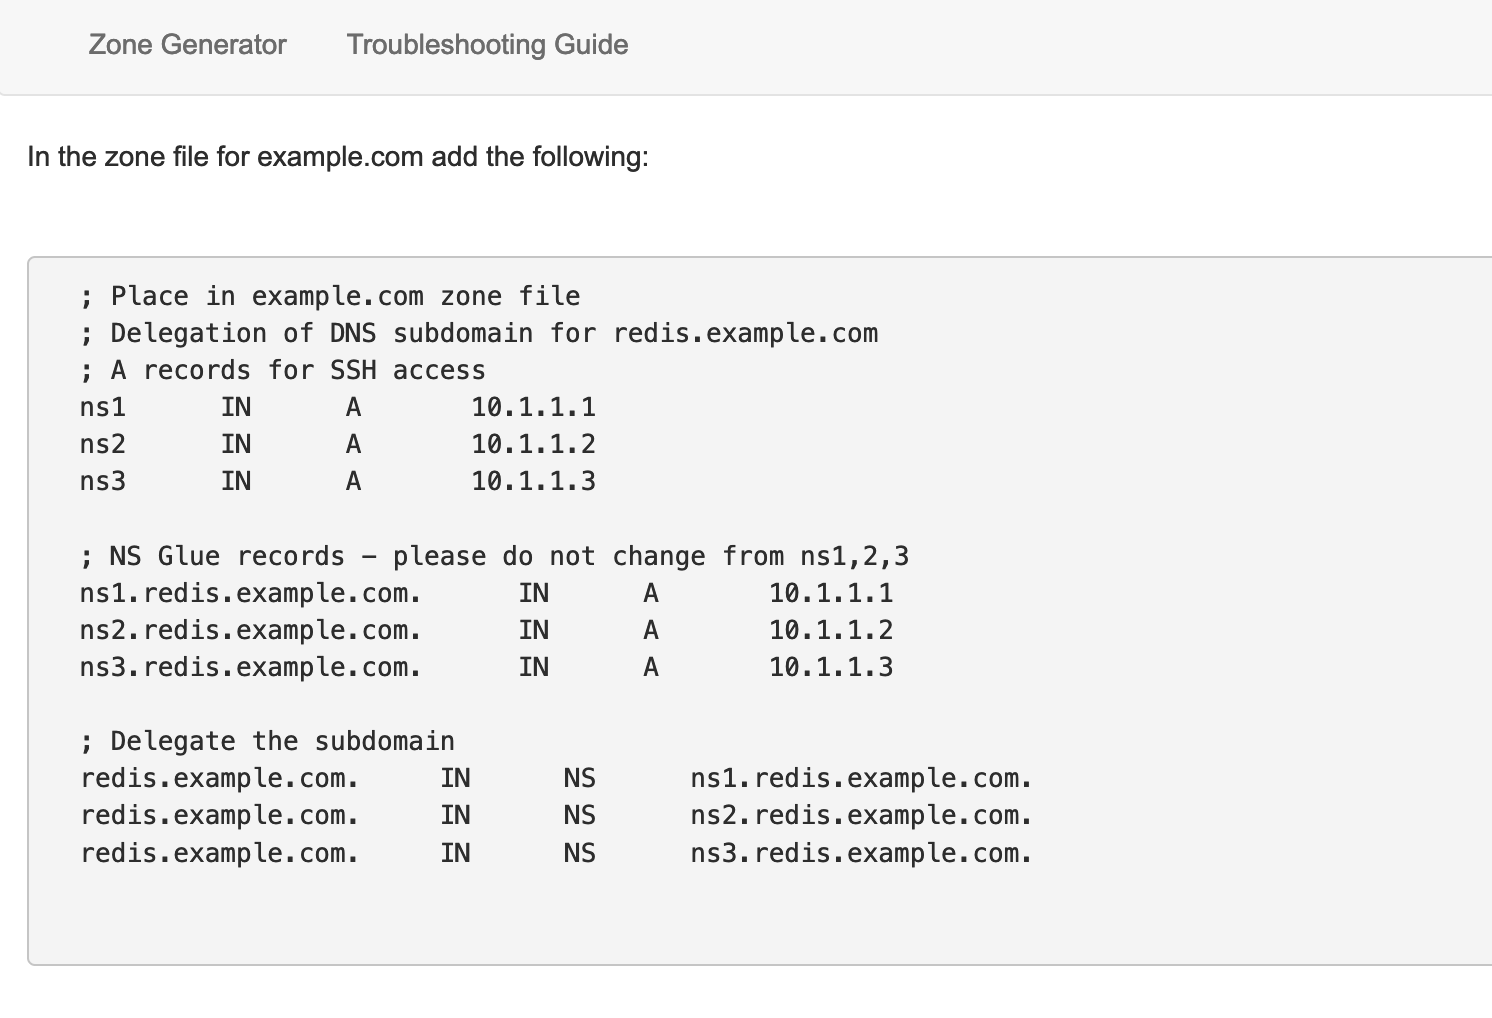 Zone Generator Troubleshooting Guide
In the zone file for example.com add the following:
; Place in example.com zone file
; Delegation of DNS subdomain for redis.example.com
; A records for SSH access
ns1 IN A 10.1.1.1
ns2 IN A 10.1.1.2
ns3 IN A 10.1.1.3
; NS Glue records – please do not change from ns1,2,3
ns1.redis.example.com. IN A 10.1.1.1
ns2.redis.example.com. IN A 10.1.1.2
ns3.redis.example.com. IN A 10.1.1.3
; Delegate the subdomain
redis.example.com. IN NS ns1.redis.example.com.
redis.example.com. IN NS ns2.redis.example.com.
redis.example.com. IN NS ns3.redis.example.com.